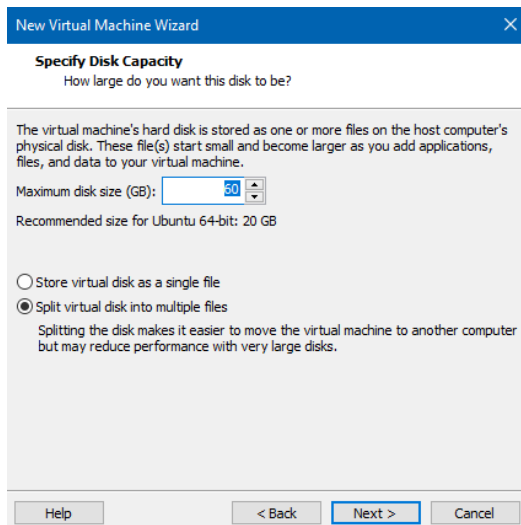 New Virtual Machine Wizard
Specify Disk Capacity
How large do you want this disk to be?
The virtual machine's hard disk is stored as one or more files on the host computer's
physical disk. These file(s) start small and become larger as you add applications,
files, and data to your virtual machine.
Maximum disk size (GB): 60
Recommended size for Ubuntu 64-bit: 20 GB
Store virtual disk as a single file
Split virtual disk into multiple files
Splitting the disk makes it easier to move the virtual machine to another computer
but may reduce performance with very large disks.
Help < Back Next > Cancel